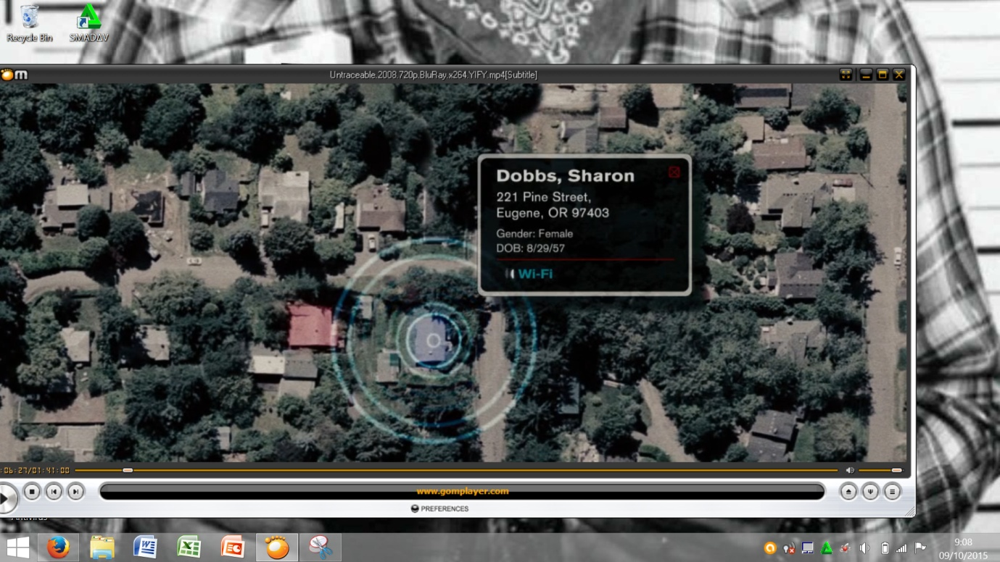 Recycle Bin
SMADΔV
m
Untraceable.2008.720p.BluRay.x264.YIFY.mp4[Subtitle]
Dobbs, Sharon
221 Pine Street,
Eugene, OR 97403
Gender: Female
DOB: 8/29/57
Wi-Fi
:06:27/01:41:00
www.gomplayer.com
PREFERENCES
Antivirus
9:08
09/10/2015